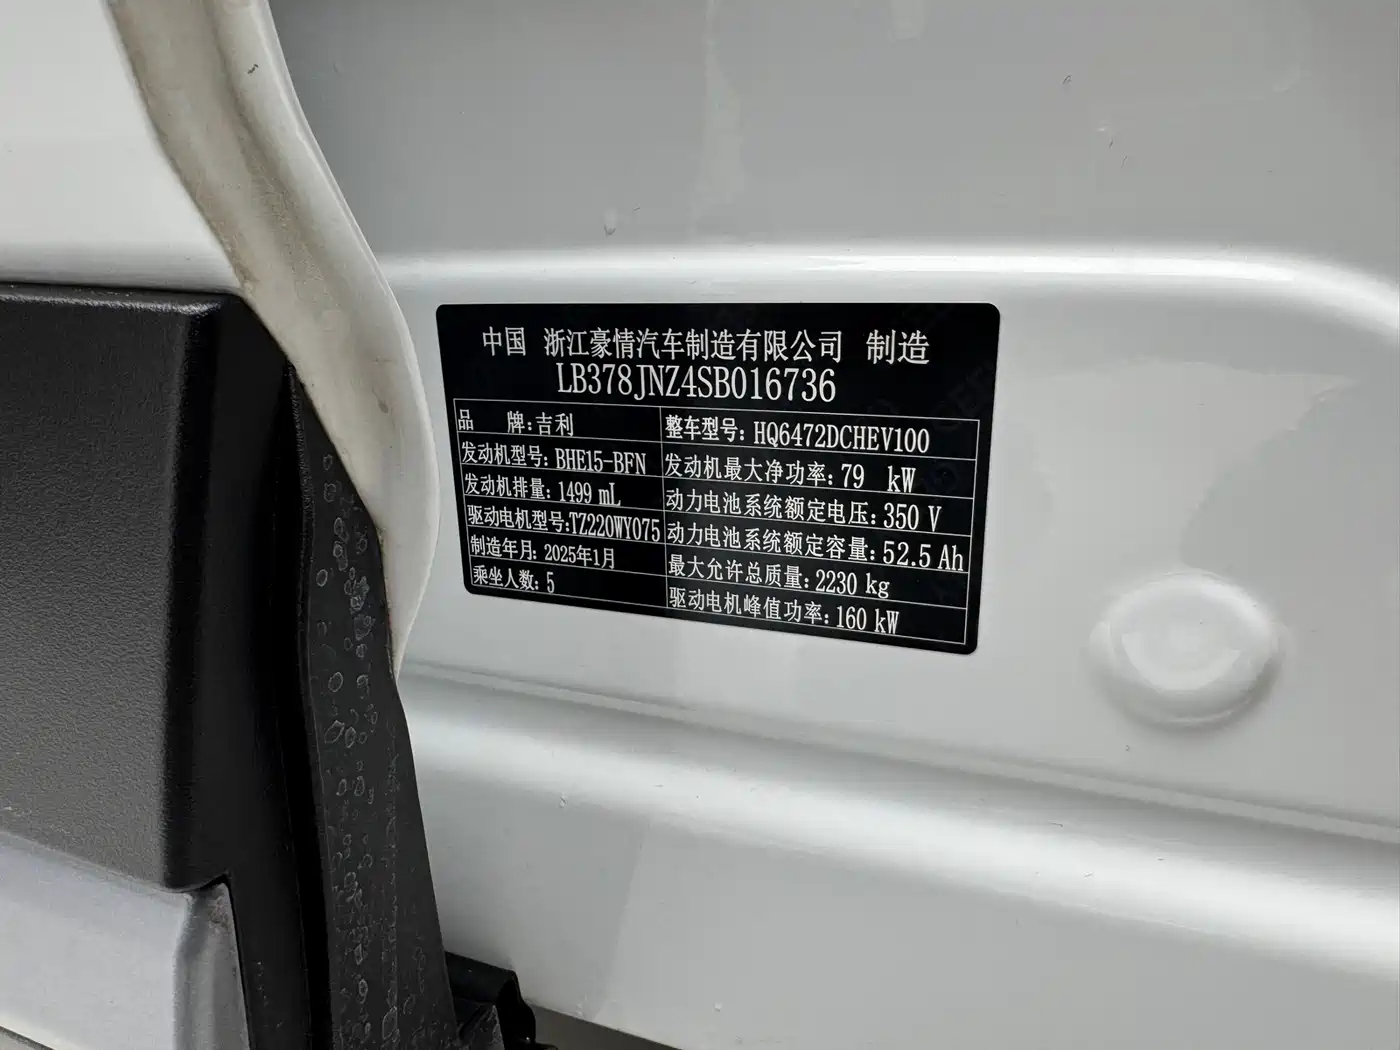 中国 浙江豪情汽车制造有限公司 制造
LB378JNZ4SB016736
品 牌:吉利 整车型号: HQ6472DCHEV100
发动机型号: BHE15-BFN 发动机最大净功率: 79 kW
发动机排量: 1499 mL 动力电池系统额定电压: 350 V
驱动电机型号:TZ220WY075 动力电池系统额定容量: 52.5 Ah
制造年月: 2025年1月 最大允许总质量: 2230 kg
乘坐人数: 5 驱动电机峰值功率: 160 kW